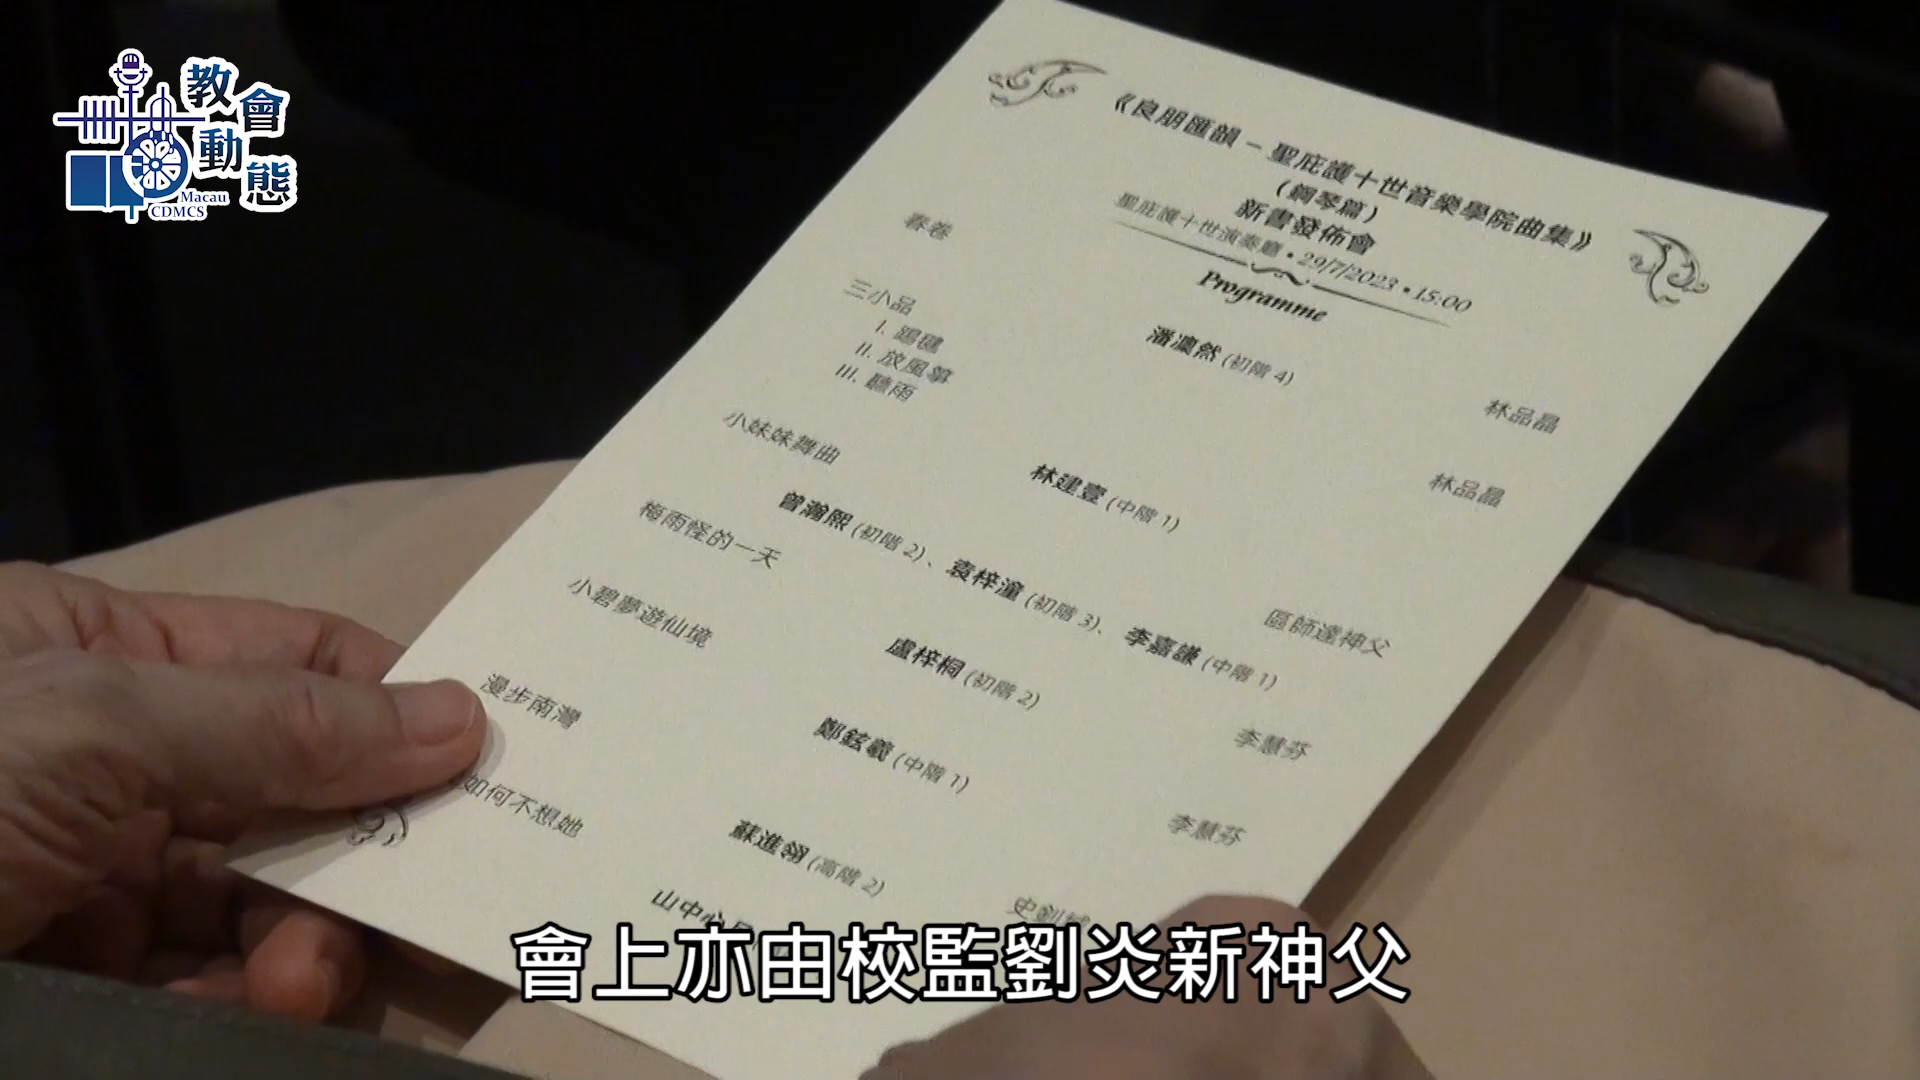 教會動態
Macau
CDMCS
《良朋匯韻 – 聖庇護十世音樂學院曲集》
(鋼琴篇)
新書發佈會
聖庇護十世演奏廳 • 29/7/2023 • 15:00
Programme
春卷
潘灝然 (初階 4)
林品晶
三小品
I. 踢毽
II. 放風箏
III. 聽雨
林建壹 (中階 1)
林品晶
小妹妹舞曲
曾瀚熙 (初階 2)、袁梓潼 (初階 3)、李嘉謙 (中階 1)
區師達神父
梅雨怪的一天
盧梓桐 (初階 2)
李慧芬
小碧夢遊仙境
鄭鉉羲 (中階 1)
李慧芬
漫步南灣
蘇進翎 (高階 2)
如何不想她
山中
會上亦由校監劉炎新神父